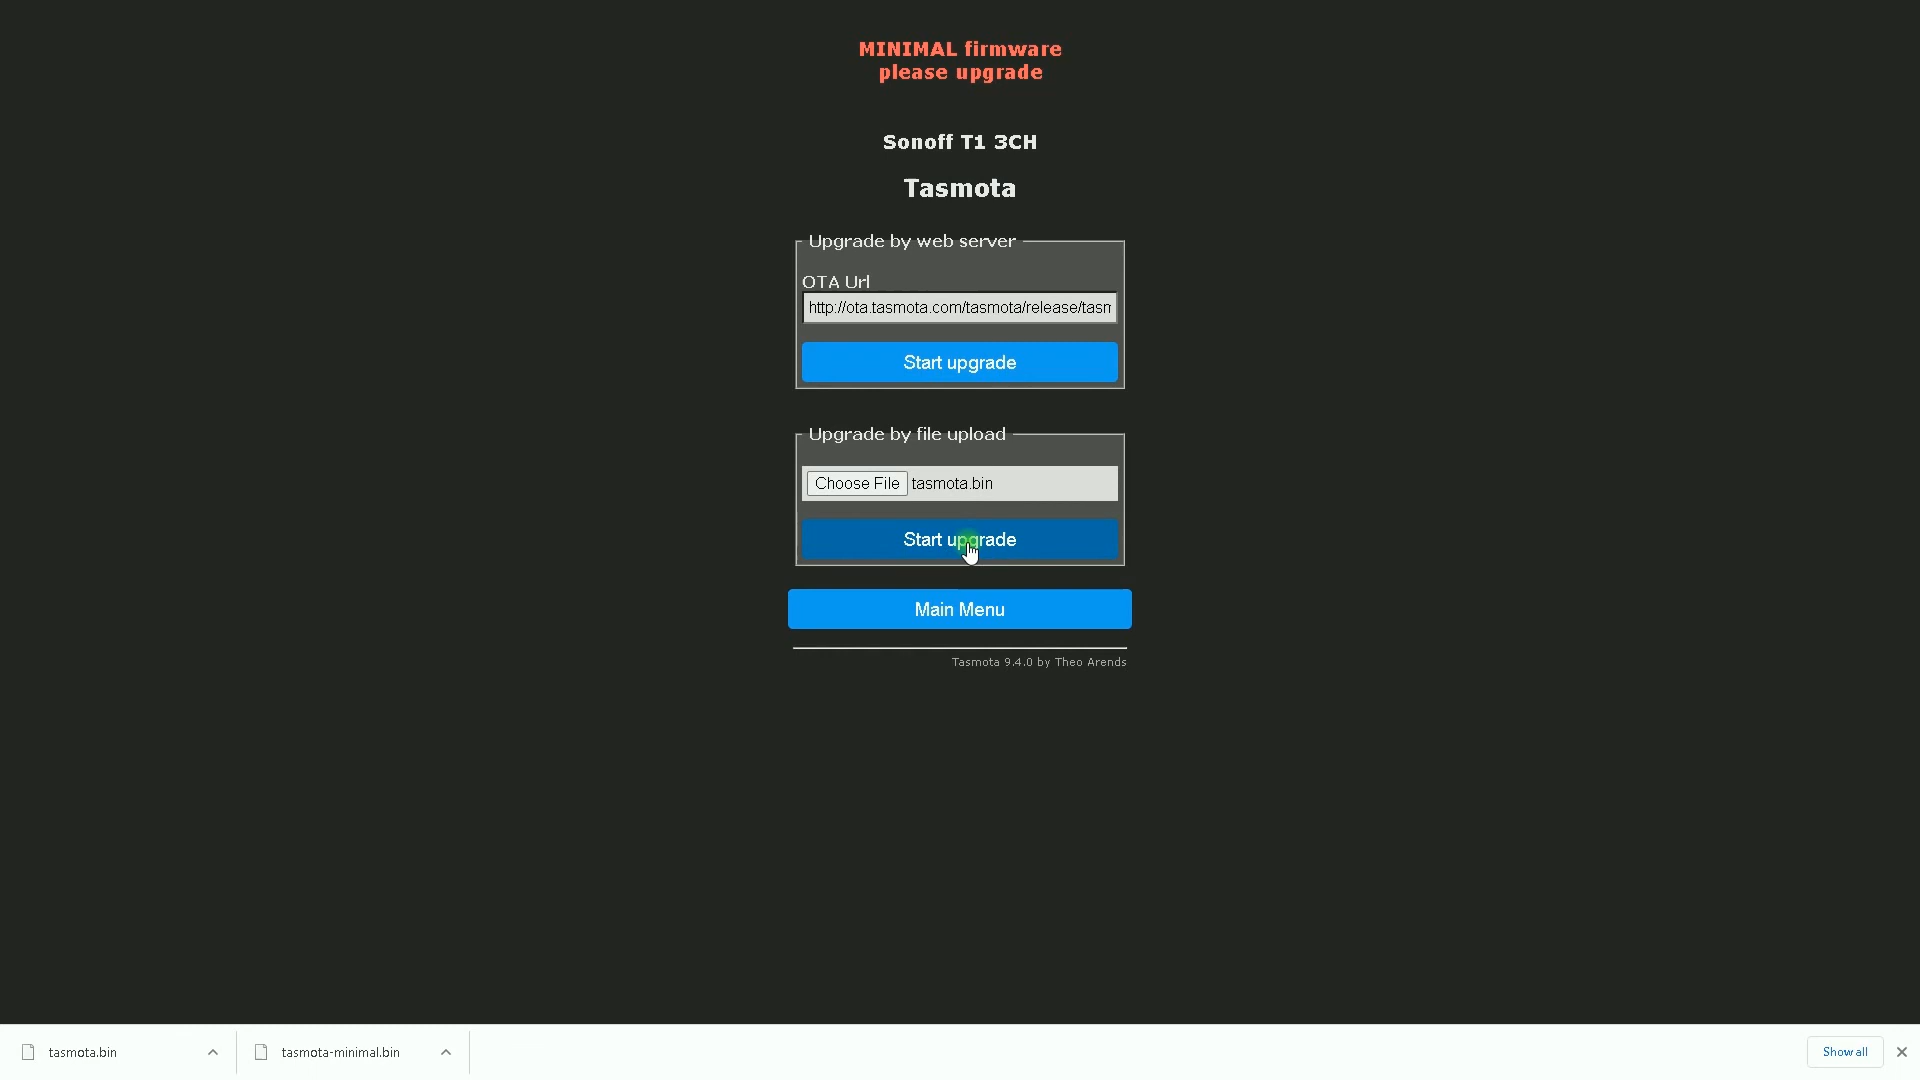 MINIMAL firmware
please upgrade
Sonoff T1 3CH
Tasmota
Upgrade by web server
OTA Url
http://ota.tasmota.com/tasmota/release/tasm
Start upgrade
Upgrade by file upload
Choose File tasmota.bin
Start upgrade
Main Menu
Tasmota 9.4.0 by Theo Arends
tasmota.bin
tasmota-minimal.bin
Show all